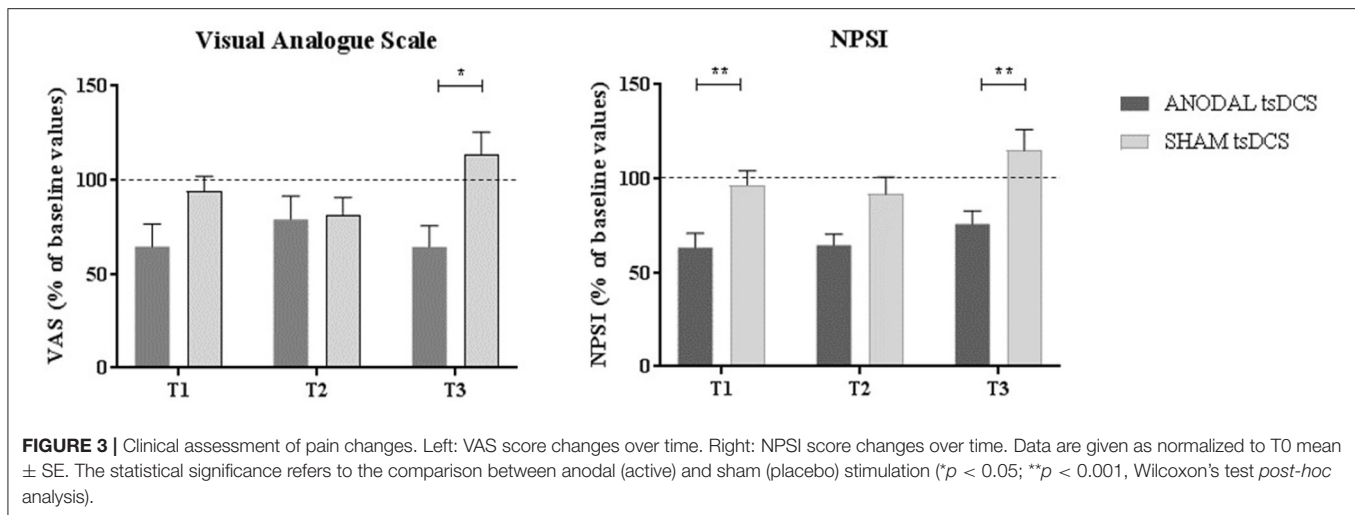 Visual Analogue Scale
NPSI
VAS (% of baseline values)
150
100
50
0
*
T1
T2
T3
NPSI (% of baseline values)
150
100
50
0
**
**
T1
T2
T3
ANODAL tsDCS
SHAM tsDCS
FIGURE 3 | Clinical assessment of pain changes. Left: VAS score changes over time. Right: NPSI score changes over time. Data are given as normalized to T0 mean
± SE. The statistical significance refers to the comparison between anodal (active) and sham (placebo) stimulation (*p < 0.05; **p < 0.001, Wilcoxon's test post-hoc
analysis).